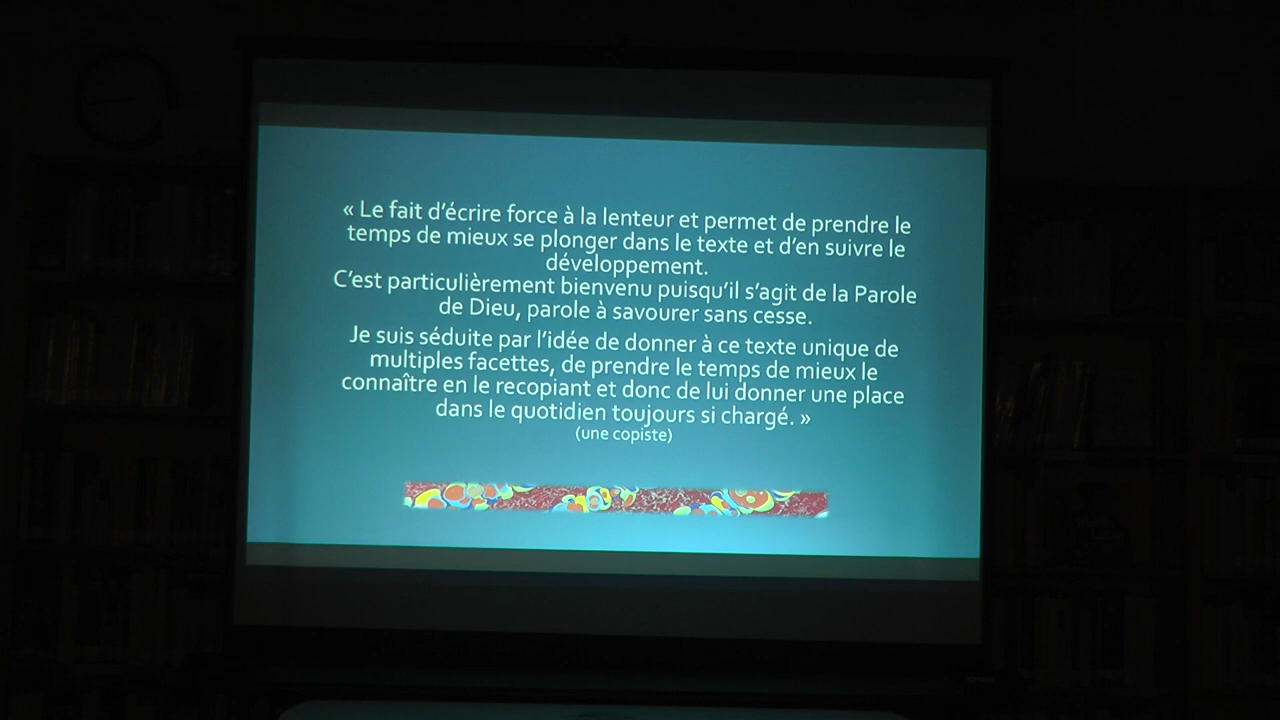 « Le fait d'écrire force à la lenteur et permet de prendre le
temps de mieux se plonger dans le texte et d'en suivre le
développement.
C'est particulièrement bienvenu puisqu'il s'agit de la Parole
de Dieu, parole à savourer sans cesse.
Je suis séduite par l'idée de donner à ce texte unique de
multiples facettes, de prendre le temps de mieux le
connaître en le recopiant et donc de lui donner une place
dans le quotidien toujours si chargé. »
(une copiste)